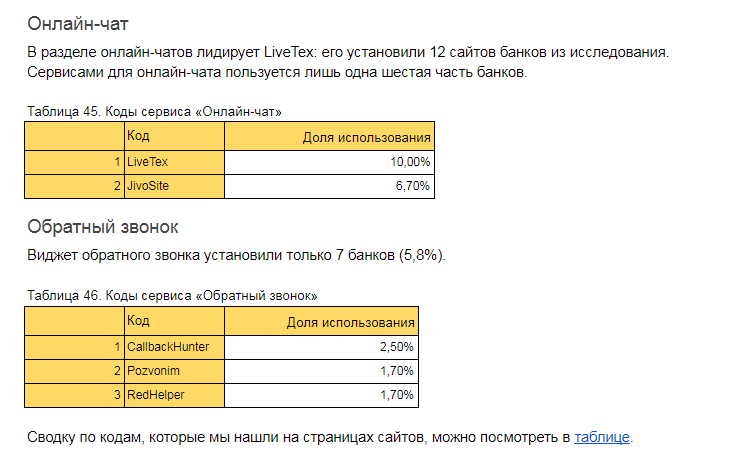 Онлайн-чат
В разделе онлайн-чатов лидирует LiveTex: его установили 12 сайтов банков из исследования.
Сервисами для онлайн-чата пользуется лишь одна шестая часть банков.
Таблица 45. Коды сервиса «Онлайн-чат»
Код Доля использования
1 LiveTex 10,00%
2 JivoSite 6,70%
Обратный звонок
Виджет обратного звонка установили только 7 банков (5,8%).
Таблица 46. Коды сервиса «Обратный звонок»
Код Доля использования
1 CallbackHunter 2,50%
2 Pozvonim 1,70%
3 RedHelper 1,70%
Сводку по кодам, которые мы нашли на страницах сайтов, можно посмотреть в таблице.